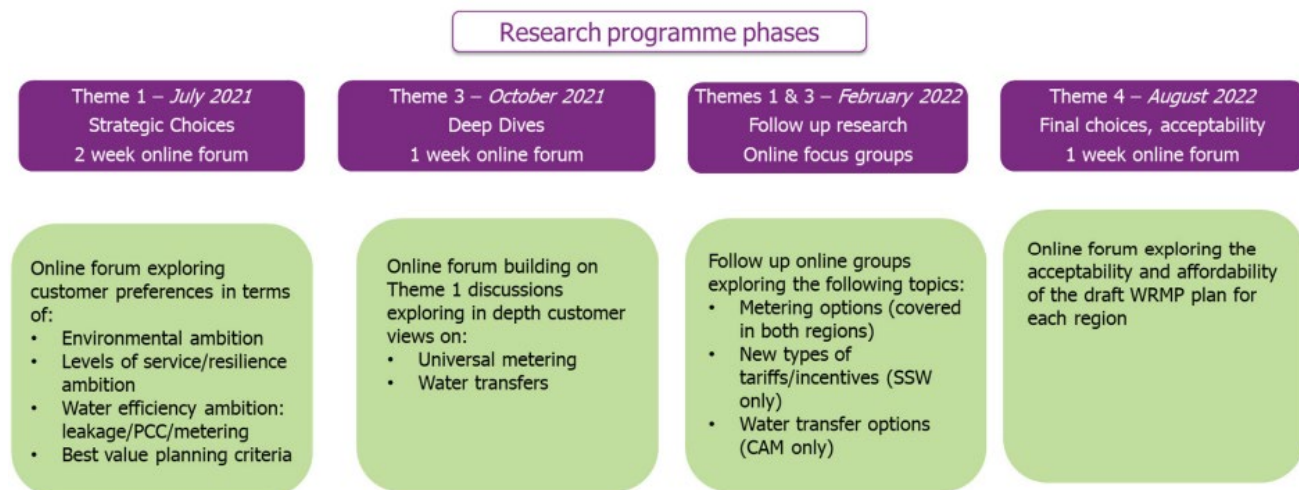 Research programme phases
Theme 1 – July 2021
Strategic Choices
2 week online forum
Theme 3 – October 2021
Deep Dives
1 week online forum
Themes 1 & 3 – February 2022
Follow up research
Online focus groups
Theme 4 – August 2022
Final choices, acceptability
1 week online forum
Online forum exploring
customer preferences in terms
of:
• Environmental ambition
• Levels of service/resilience
ambition
• Water efficiency ambition:
leakage/PCC/metering
• Best value planning criteria
Online forum building on
Theme 1 discussions
exploring in depth customer
views on:
• Universal metering
• Water transfers
Follow up online groups
exploring the following topics:
• Metering options (covered
in both regions)
• New types of
tariffs/incentives (SSW
only)
• Water transfer options
(CAM only)
Online forum exploring the
acceptability and affordability
of the draft WRMP plan for
each region